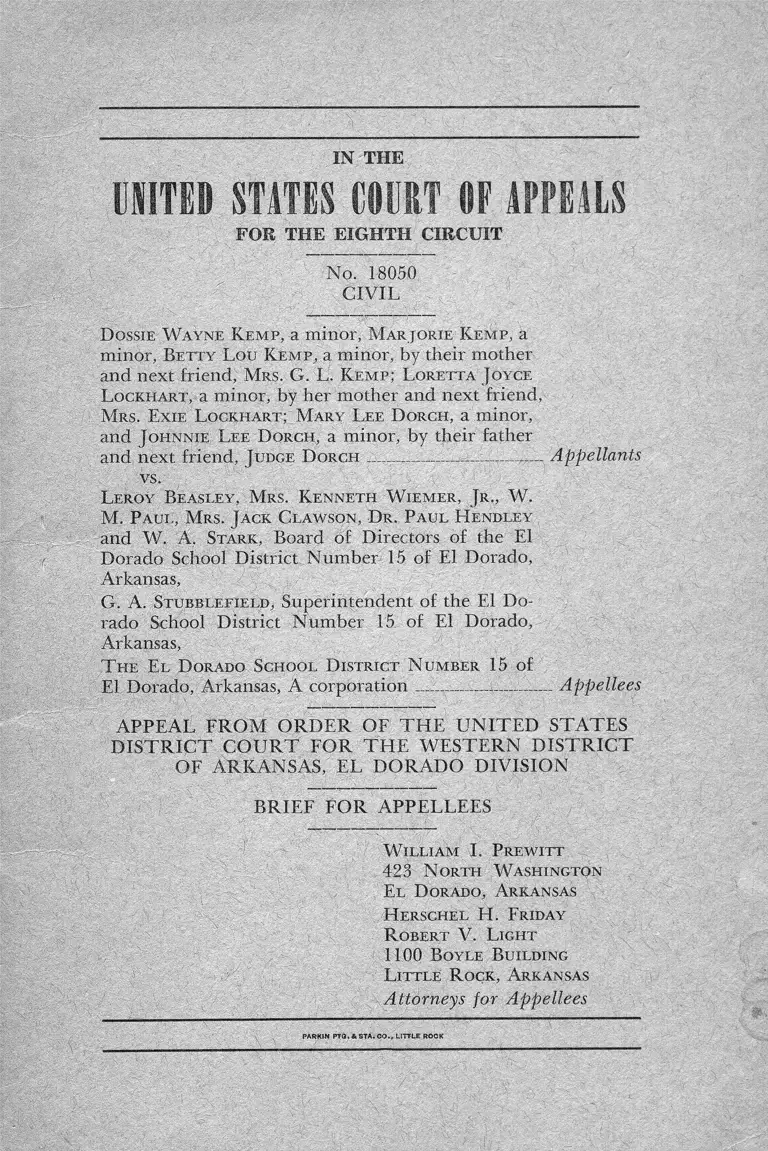 IN THE
UNITED STATES COURT OF APPEALS
FOR THE EIGHTH CIRCUIT
No. 18050
CIVIL
DOSSIE WAYNE KEMP, a minor, MARJORIE KEMP, a
minor, BETTY LOU KEMP, a minor, by their mother
and next friend, MRS. G. L. KEMP; LORETTA JOYCE
LOCKHART, a minor, by her mother and next friend,
MRS. EXIE LOCKHART; MARY LEE DORCH, a minor,
and JOHNNIE LEE DORCH, a minor, by their father
and next friend, JUDGE DORCH ______ Appellants
vs.
LEROY BEASLEY, MRS. KENNETH WIEMER, JR., W.
M. PAUL, MRS. JACK CLAWSON, DR. PAUL HENDLEY
and W. A. STARK, Board of Directors of the El
Dorado School District Number 15 of El Dorado,
Arkansas,
G. A. STUBBLEFIELD, Superintendent of the El Do-
rado School District Number 15 of El Dorado,
Arkansas,
THE EL DORADO SCHOOL DISTRICT NUMBER 15 of
El Dorado, Arkansas, A corporation ______ Appellees
APPEAL FROM ORDER OF THE UNITED STATES
DISTRICT COURT FOR THE WESTERN DISTRICT
OF ARKANSAS, EL DORADO DIVISION
BRIEF FOR APPELLEES
WILLIAM I. PREWITT
423 NORTH WASHINGTON
EL DORADO, ARKANSAS
HERSCHEL H. FRIDAY
ROBERT V. LIGHT
1100 BOYLE BUILDING
LITTLE ROCK, ARKANSAS
Attorneys for Appellees
PARKIN PTG. & STA. CO., LITTLE ROCK